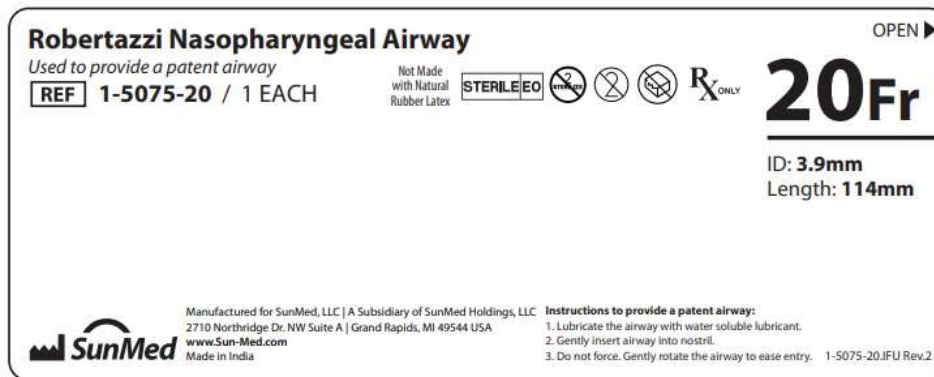 OPEN
Robertazzi Nasopharyngeal Airway
Used to provide a patent airway
REF 1-5075-20 / 1 EACH
Not Made
with Natural
Rubber Latex
STERILE EO
2
STERILIZE
2
Rx ONLY
20Fr
ID: 3.9mm
Length: 114mm
SunMed
Manufactured for SunMed, LLC | A Subsidiary of SunMed Holdings, LLC
2710 Northridge Dr. NW Suite A | Grand Rapids, MI 49544 USA
www.Sun-Med.com
Made in India
Instructions to provide a patent airway:
1. Lubricate the airway with water soluble lubricant.
2. Gently insert airway into nostril.
3. Do not force. Gently rotate the airway to ease entry.
1-5075-20.IFU Rev.2